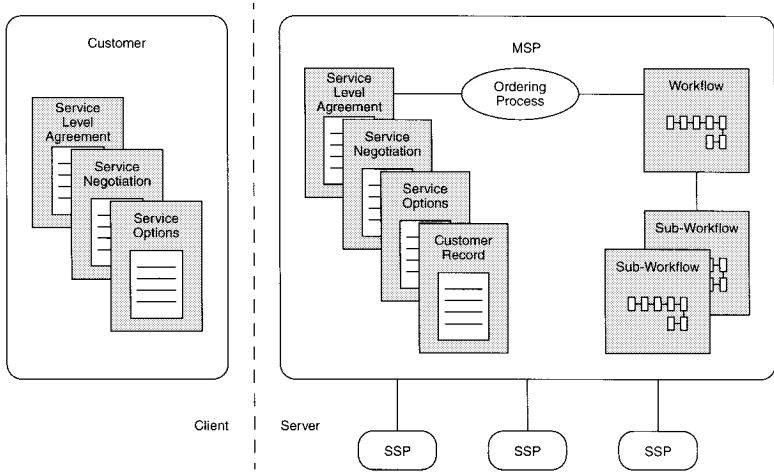 Customer
Service
Level
Agreement
Service
Negotiation
Service
Options
MSP
Service
Level
Agreement
Service
Negotiation
Service
Options
Customer
Record
Ordering
Process
Workflow
Sub-Workflow
Sub-Workflow
Client
Server
SSP
SSP
SSP